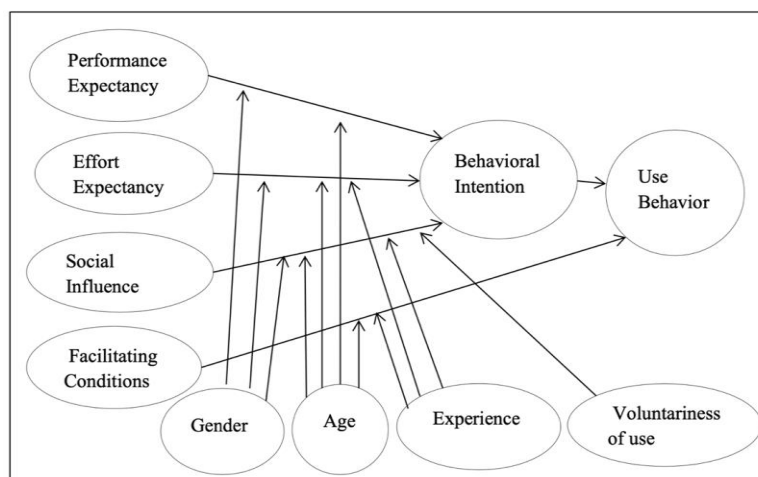 Performance
Expectancy
Effort
Expectancy
Behavioral
Intention
Use
Behavior
Social
Influence
Facilitating
Conditions
Gender
Age
Experience
Voluntariness
of use